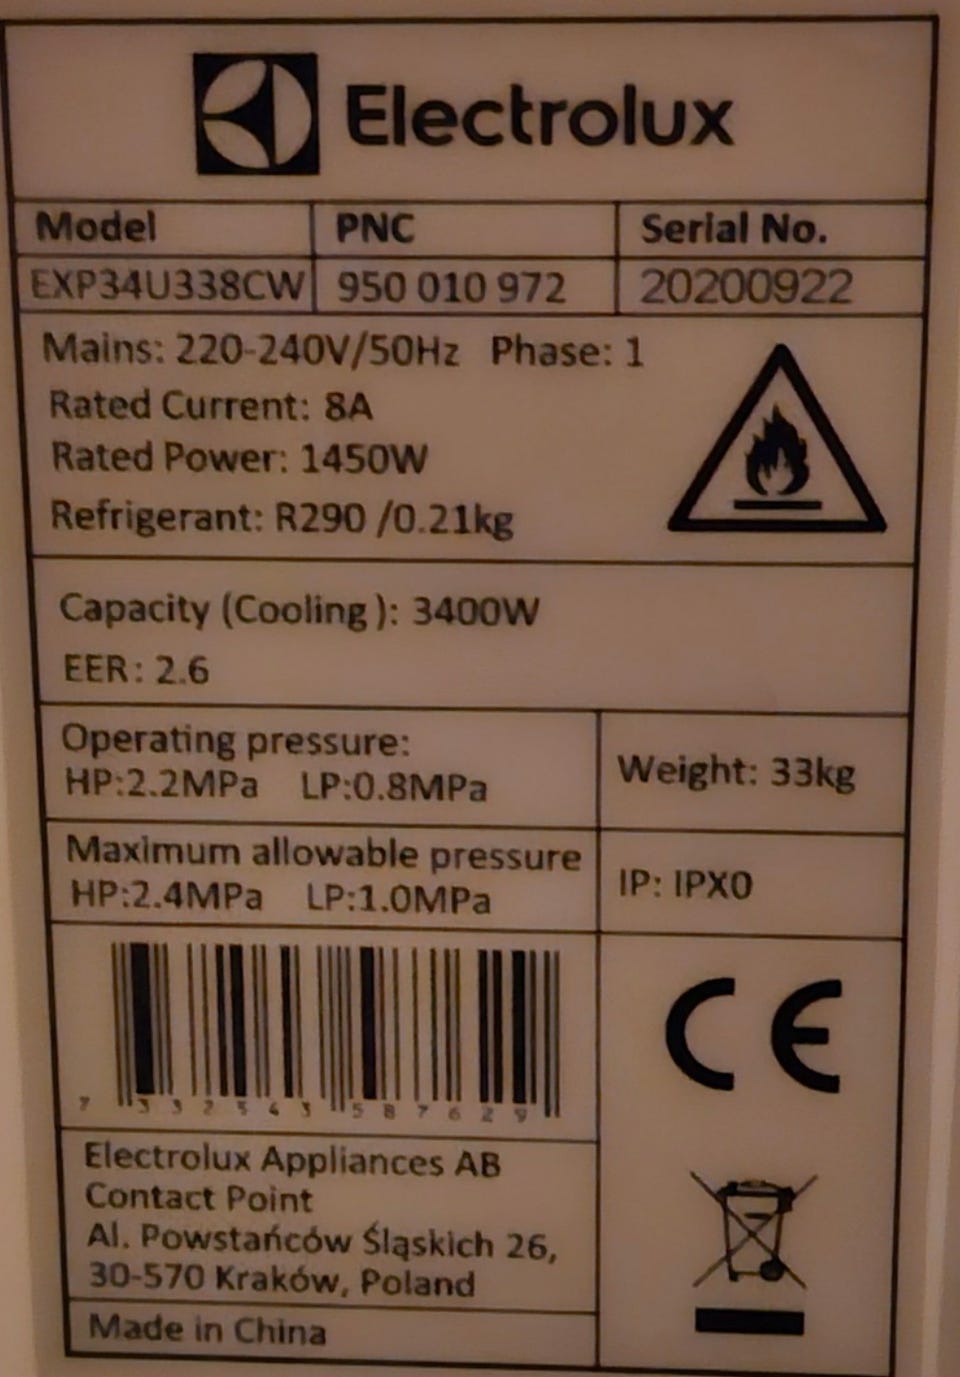 Electrolux
Model PNC Serial No.
EXP34U338CW 950 010 972 20200922
Mains: 220-240V/50Hz Phase: 1
Rated Current: 8A
Rated Power: 1450W
Refrigerant: R290 /0.21kg
Capacity (Cooling ): 3400W
EER: 2.6
Operating pressure:
HP:2.2MPa LP:0.8MPa
Weight: 33kg
Maximum allowable pressure
HP:2.4MPa LP:1.0MPa
IP: IPX0
CE
7 332543 587629
Electrolux Appliances AB
Contact Point
Al. Powstańców Śląskich 26,
30-570 Kraków, Poland
Made in China